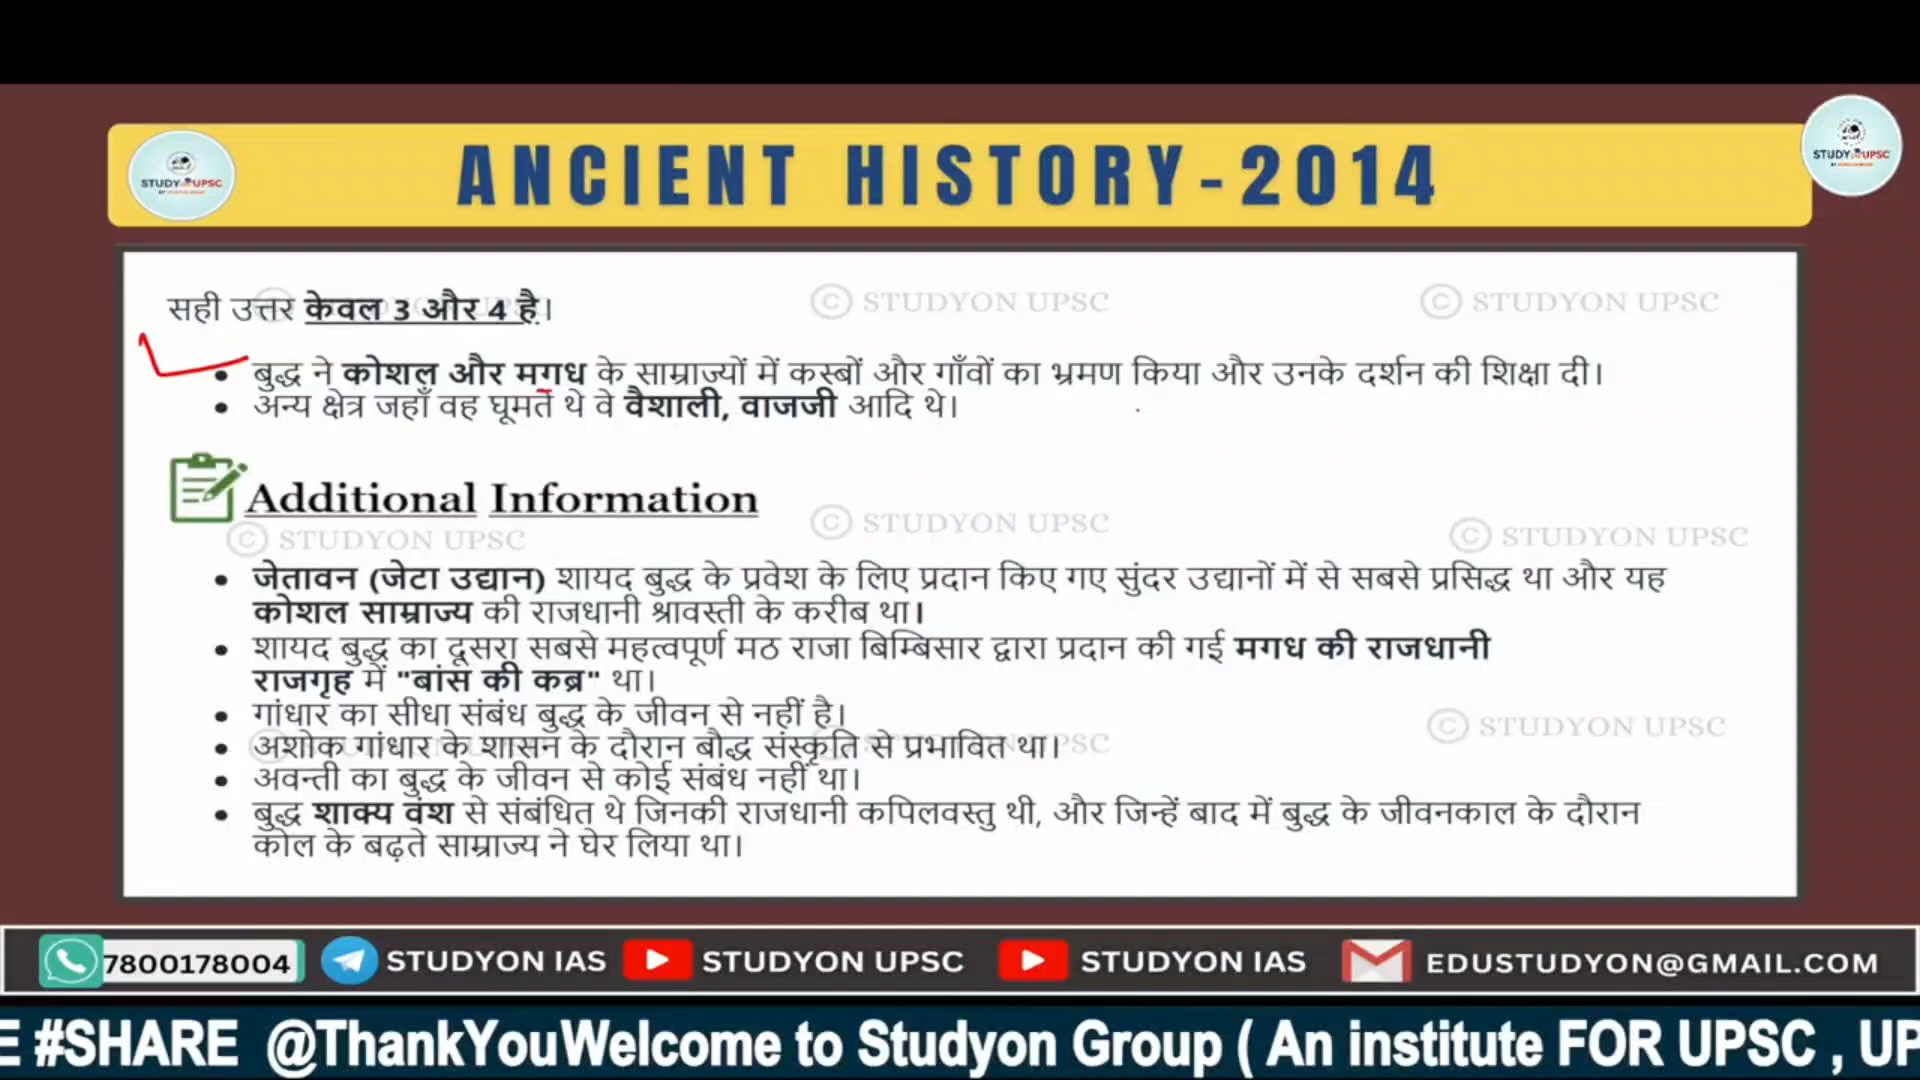 ANCIENT HISTORY-2014
STUDYON UPSC
STUDYON UPSC
सही उत्तर केवल 3 और 4 है।
© STUDYON UPSC
© STUDYON UPSC
बुद्ध ने कोशल और मगध के साम्राज्यों में कस्बों और गाँवों का भ्रमण किया और उनके दर्शन की शिक्षा दी।
अन्य क्षेत्र जहाँ वह घूमते थे वे वैशाली, वाजजी आदि थे।
Additional Information
© STUDYON UPSC
© STUDYON UPSC
© STUDYON UPSC
जेतावन (जेटा उद्यान) शायद बुद्ध के प्रवेश के लिए प्रदान किए गए सुंदर उद्यानों में से सबसे प्रसिद्ध था और यह
कोशल साम्राज्य की राजधानी श्रावस्ती के करीब था।
शायद बुद्ध का दूसरा सबसे महत्वपूर्ण मठ राजा बिम्बिसार द्वारा प्रदान की गई मगध की राजधानी
राजगृह में "बांस की कब्र" था।
गांधार का सीधा संबंध बुद्ध के जीवन से नहीं है।
© STUDYON UPSC
अशोक गांधार के शासन के दौरान बौद्ध संस्कृति से प्रभावित था।
अवन्ती का बुद्ध के जीवन से कोई संबंध नहीं था।
बुद्ध शाक्य वंश से संबंधित थे जिनकी राजधानी कपिलवस्तु थी, और जिन्हें बाद में बुद्ध के जीवनकाल के दौरान
कोल के बढ़ते साम्राज्य ने घेर लिया था।
7800178004 STUDYON IAS STUDYON UPSC STUDYON IAS EDUSTUDYON@GMAIL.COM
E #SHARE @ThankYouWelcome to Studyon Group ( An institute FOR UPSC , UP